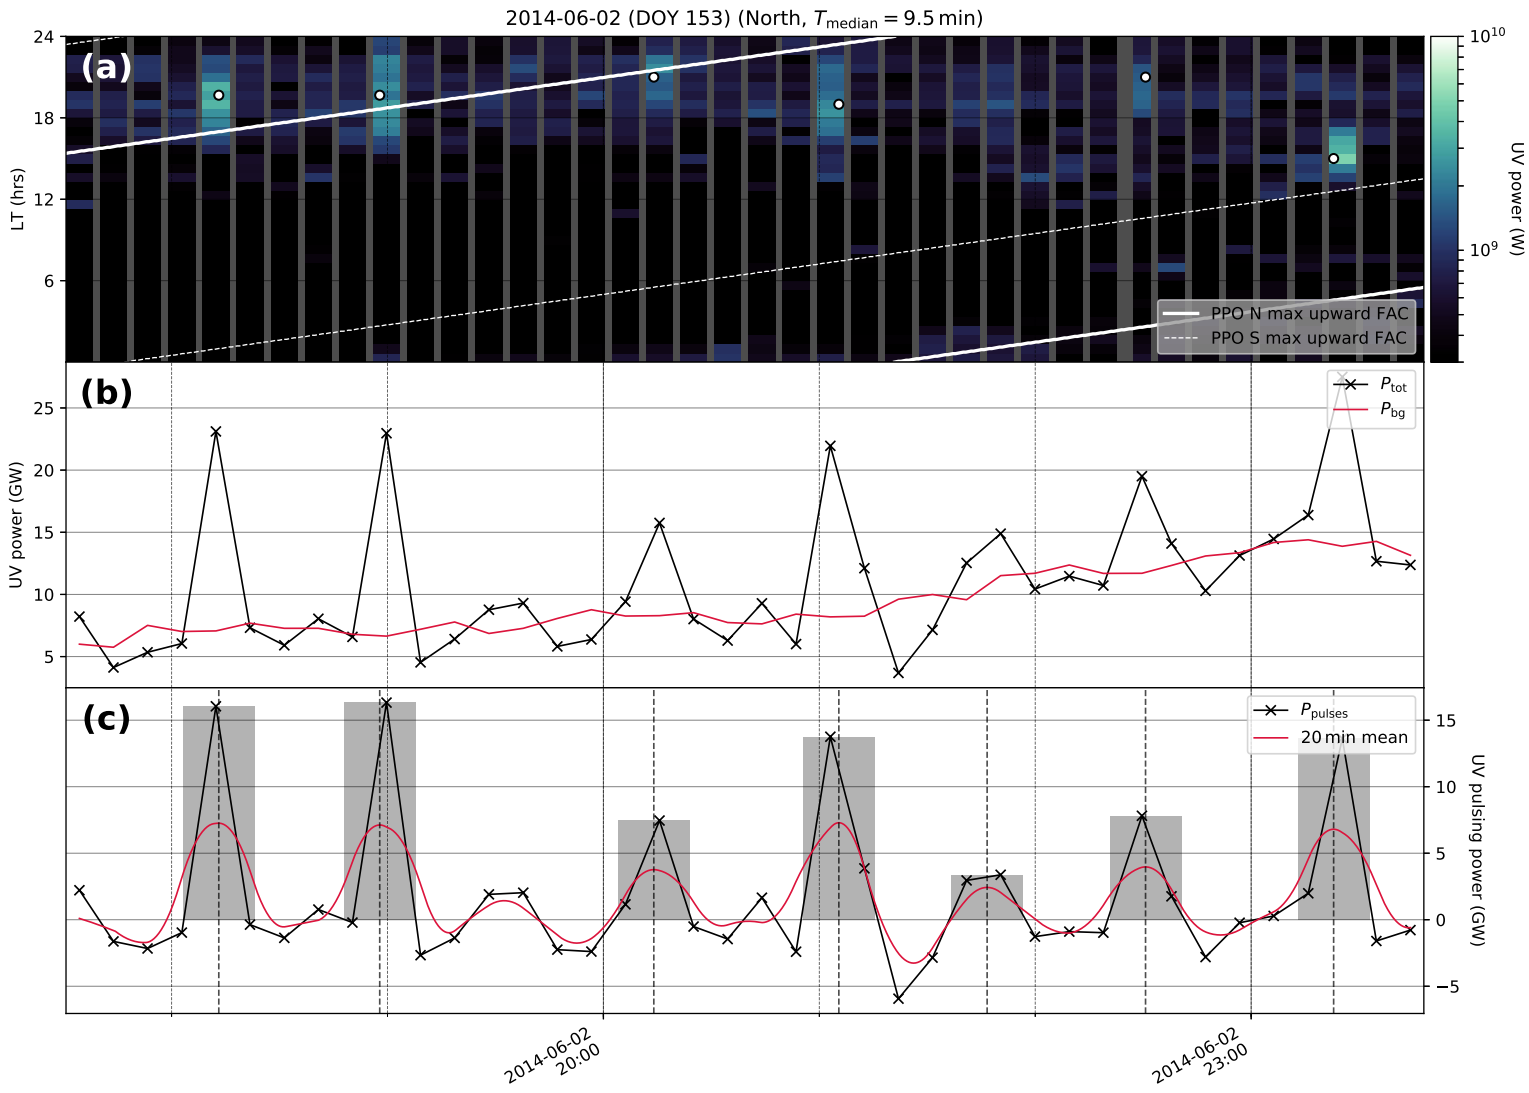 2014-06-02 (DOY 153) (North, T_median = 9.5 min)
(a)
24
18
12
6
LT (hrs)
PPO N max upward FAC
PPO S max upward FAC
10^10
10^9
UV power (W)
(b)
25
20
15
10
5
UV power (GW)
P_tot
P_bg
(c)
P_pulses
20 min mean
15
10
5
0
−5
UV pulsing power (GW)
2014-06-02
20:00
2014-06-02
23:00